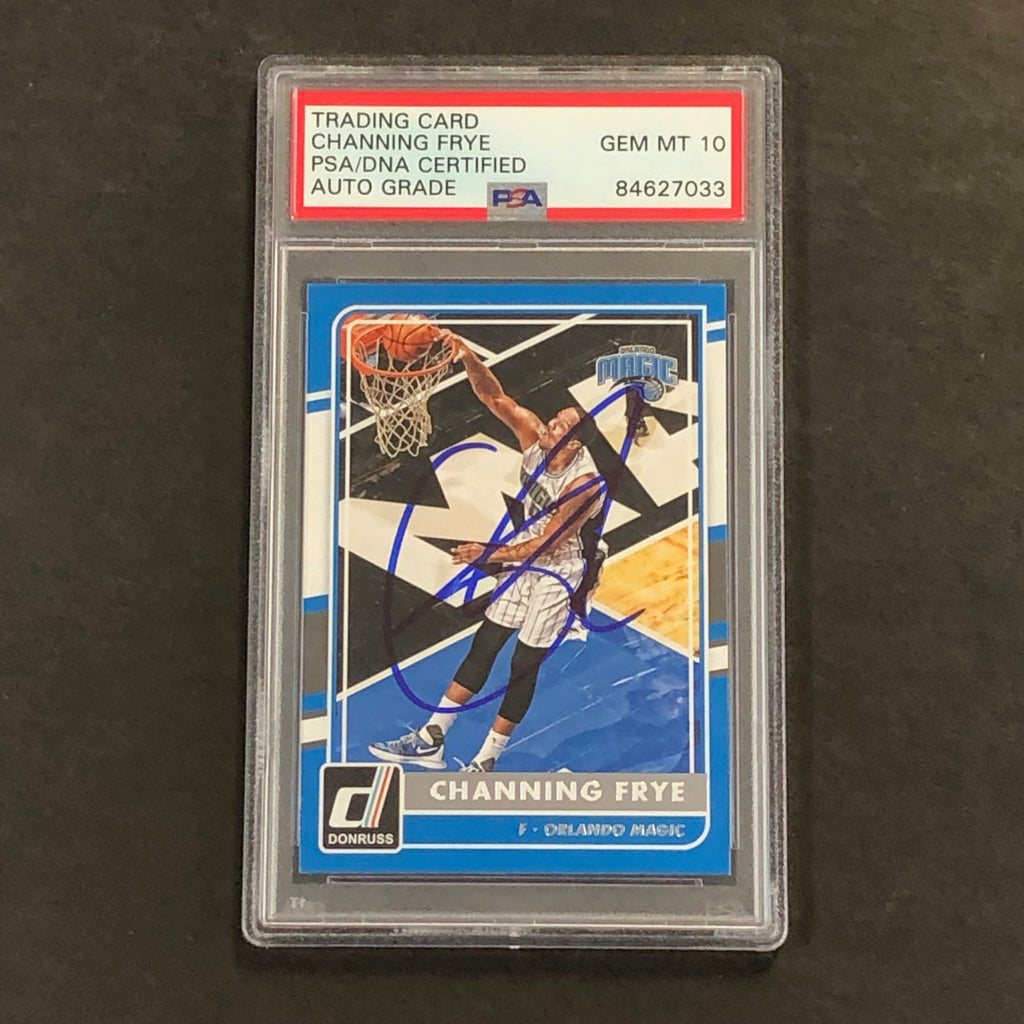 TRADING CARD
CHANNING FRYE
GEM MT 10
PSA/DNA CERTIFIED
AUTO GRADE
PSA
84627033
ORLANDO
MAGIC
CHANNING FRYE
F - ORLANDO MAGIC
d
DONRUSS